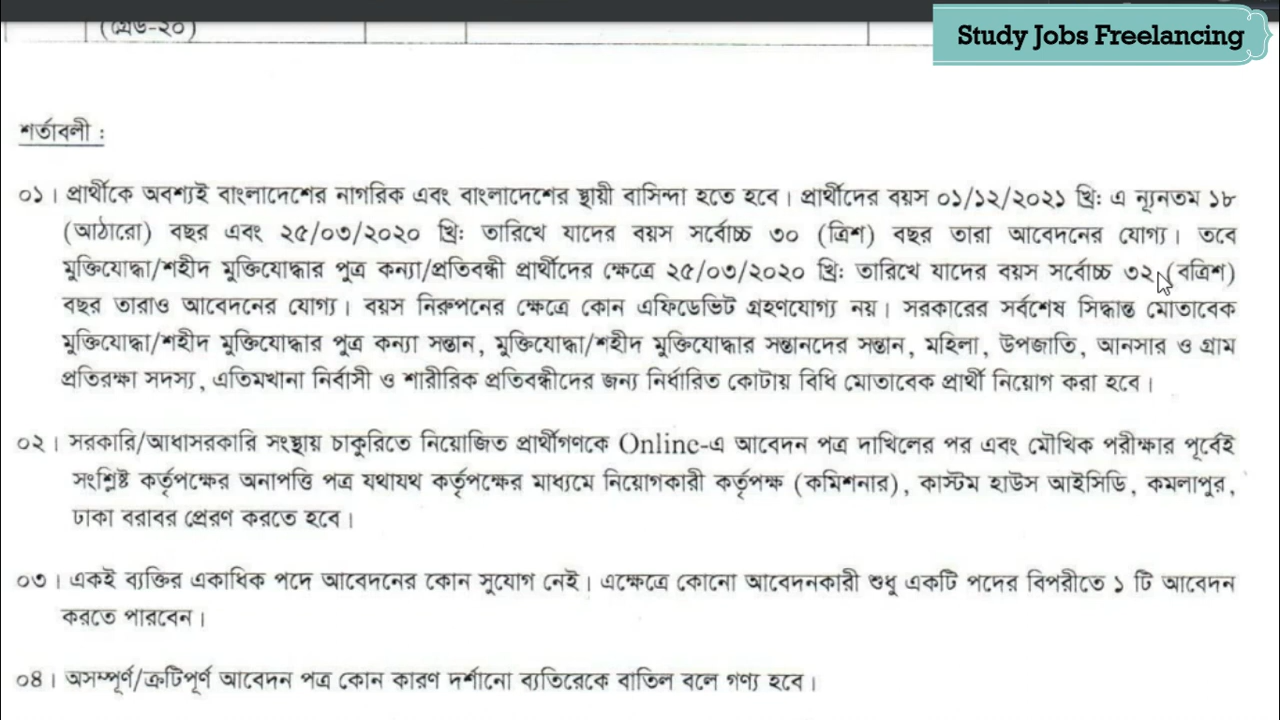 (গ্রেড-২০)
Study Jobs Freelancing
শর্তাবলী :
০১। প্রার্থীকে অবশ্যই বাংলাদেশের নাগরিক এবং বাংলাদেশের স্থায়ী বাসিন্দা হতে হবে। প্রার্থীদের বয়স ০১/১২/২০২১ খ্রি: এ ন্যূনতম ১৮
(আঠারো) বছর এবং ২৫/০৩/২০২০ খ্রি: তারিখে যাদের বয়স সর্বোচ্চ ৩০ (ত্রিশ) বছর তারা আবেদনের যোগ্য। তবে
মুক্তিযোদ্ধা/শহীদ মুক্তিযোদ্ধার পুত্র কন্যা/প্রতিবন্ধী প্রার্থীদের ক্ষেত্রে ২৫/০৩/২০২০ খ্রি: তারিখে যাদের বয়স সর্বোচ্চ ৩২ (বত্রিশ)
বছর তারাও আবেদনের যোগ্য। বয়স নিরুপনের ক্ষেত্রে কোন এফিডেভিট গ্রহণযোগ্য নয়। সরকারের সর্বশেষ সিদ্ধান্ত মোতাবেক
মুক্তিযোদ্ধা/শহীদ মুক্তিযোদ্ধার পুত্র কন্যা সন্তান, মুক্তিযোদ্ধা/শহীদ মুক্তিযোদ্ধার সন্তানদের সন্তান, মহিলা, উপজাতি, আনসার ও গ্রাম
প্রতিরক্ষা সদস্য, এতিমখানা নির্বাসী ও শারীরিক প্রতিবন্ধীদের জন্য নির্ধারিত কোটায় বিধি মোতাবেক প্রার্থী নিয়োগ করা হবে।
০২। সরকারি/আধাসরকারি সংস্থায় চাকুরিতে নিয়োজিত প্রার্থীগণকে Online-এ আবেদন পত্র দাখিলের পর এবং মৌখিক পরীক্ষার পূর্বেই
সংশ্লিষ্ট কর্তৃপক্ষের অনাপত্তি পত্র যথাযথ কর্তৃপক্ষের মাধ্যমে নিয়োগকারী কর্তৃপক্ষ (কমিশনার), কাস্টম হাউস আইসিডি, কমলাপুর,
ঢাকা বরাবর প্রেরণ করতে হবে।
০৩। একই ব্যক্তির একাধিক পদে আবেদনের কোন সুযোগ নেই। এক্ষেত্রে কোনো আবেদনকারী শুধু একটি পদের বিপরীতে ১ টি আবেদন
করতে পারবেন।
০৪। অসম্পূর্ণ/ত্রুটিপূর্ণ আবেদন পত্র কোন কারণ দর্শানো ব্যতিরেকে বাতিল বলে গণ্য হবে।